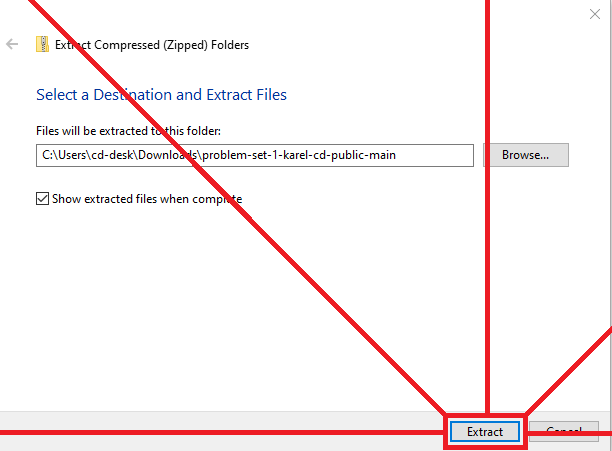 Extract Compressed (Zipped) Folders
Select a Destination and Extract Files
Files will be extracted to this folder:
C:\Users\cd-desk\Downloads\problem-set-1-karel-cd-public-main
Browse...
Show extracted files when complete
Extract
Cancel